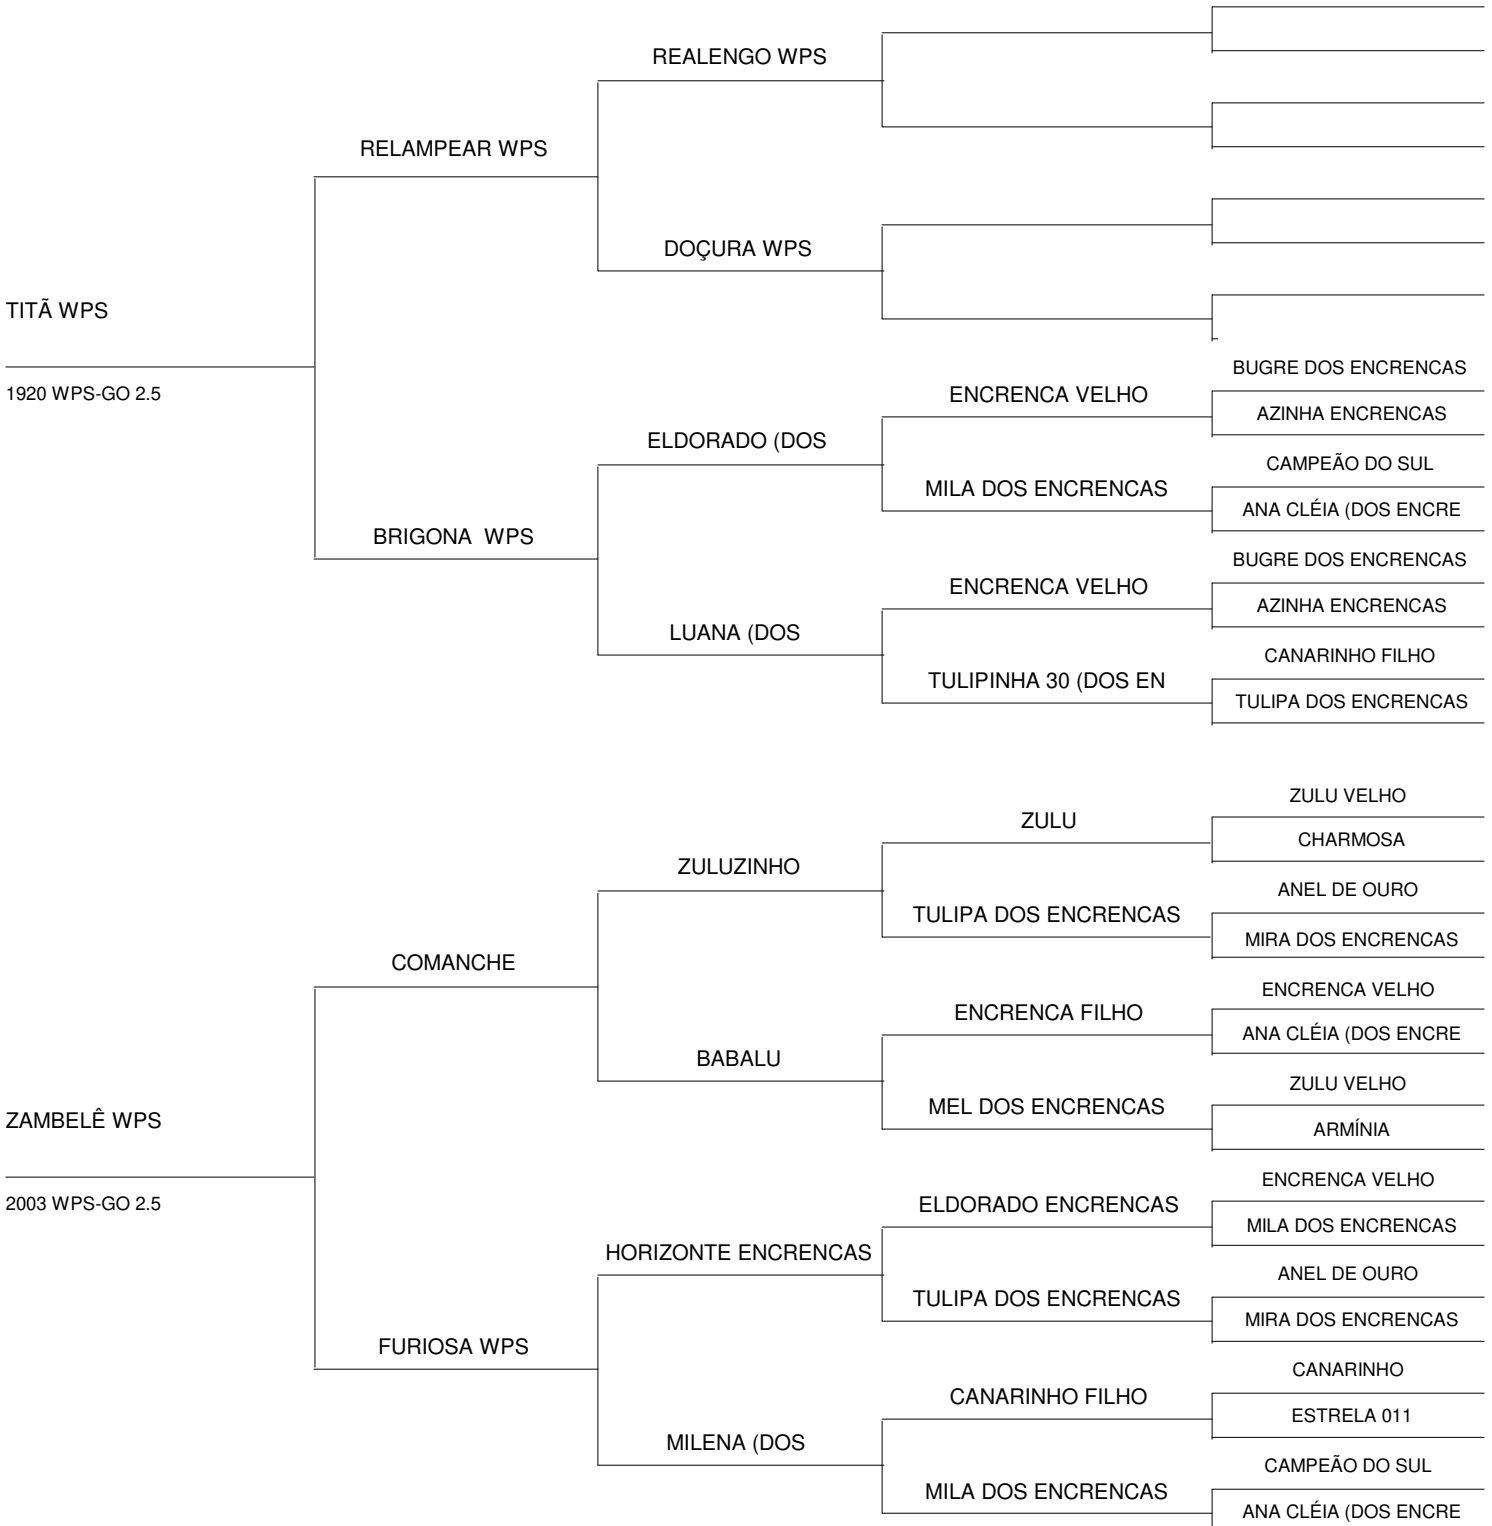 REALENGO WPS
RELAMPEAR WPS
DOÇURA WPS
TITÃ WPS
1920 WPS-GO 2.5
BUGRE DOS ENCRENCAS
ENCRENCA VELHO
AZINHA ENCRENCAS
ELDORADO (DOS
CAMPEÃO DO SUL
MILA DOS ENCRENCAS
ANA CLÉIA (DOS ENCRE
BRIGONA  WPS
BUGRE DOS ENCRENCAS
ENCRENCA VELHO
AZINHA ENCRENCAS
LUANA (DOS
CANARINHO FILHO
TULIPINHA 30 (DOS EN
TULIPA DOS ENCRENCAS
ZULU VELHO
ZULU
CHARMOSA
ZULUZINHO
ANEL DE OURO
TULIPA DOS ENCRENCAS
MIRA DOS ENCRENCAS
COMANCHE
ENCRENCA VELHO
ENCRENCA FILHO
ANA CLÉIA (DOS ENCRE
BABALU
ZULU VELHO
MEL DOS ENCRENCAS
ARMÍNIA
ZAMBELÊ WPS
2003 WPS-GO 2.5
ENCRENCA VELHO
ELDORADO ENCRENCAS
MILA DOS ENCRENCAS
HORIZONTE ENCRENCAS
ANEL DE OURO
TULIPA DOS ENCRENCAS
MIRA DOS ENCRENCAS
FURIOSA WPS
CANARINHO
CANARINHO FILHO
ESTRELA 011
MILENA (DOS
CAMPEÃO DO SUL
MILA DOS ENCRENCAS
ANA CLÉIA (DOS ENCRE